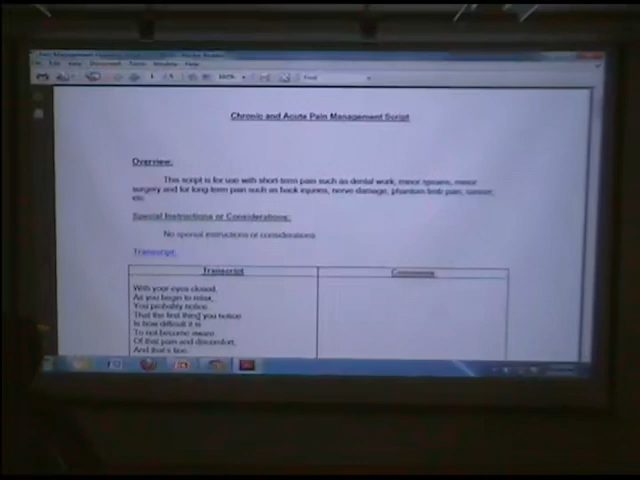 Chronic and Acute Pain Management Script
Overview:
This script is for use with short-term pain such as dental work, minor sprains, minor
surgery and for long-term pain such as back injuries, nerve damage, phantom limb pain, cancer,
etc.
Special Instructions or Considerations:
No special instructions or considerations.
Transcript:
Transcript
Comments
With your eyes closed,
As you begin to relax,
You probably notice
That the first thing you notice
Is how difficult it is
To not become aware
Of that pain and discomfort,
And that's fine.